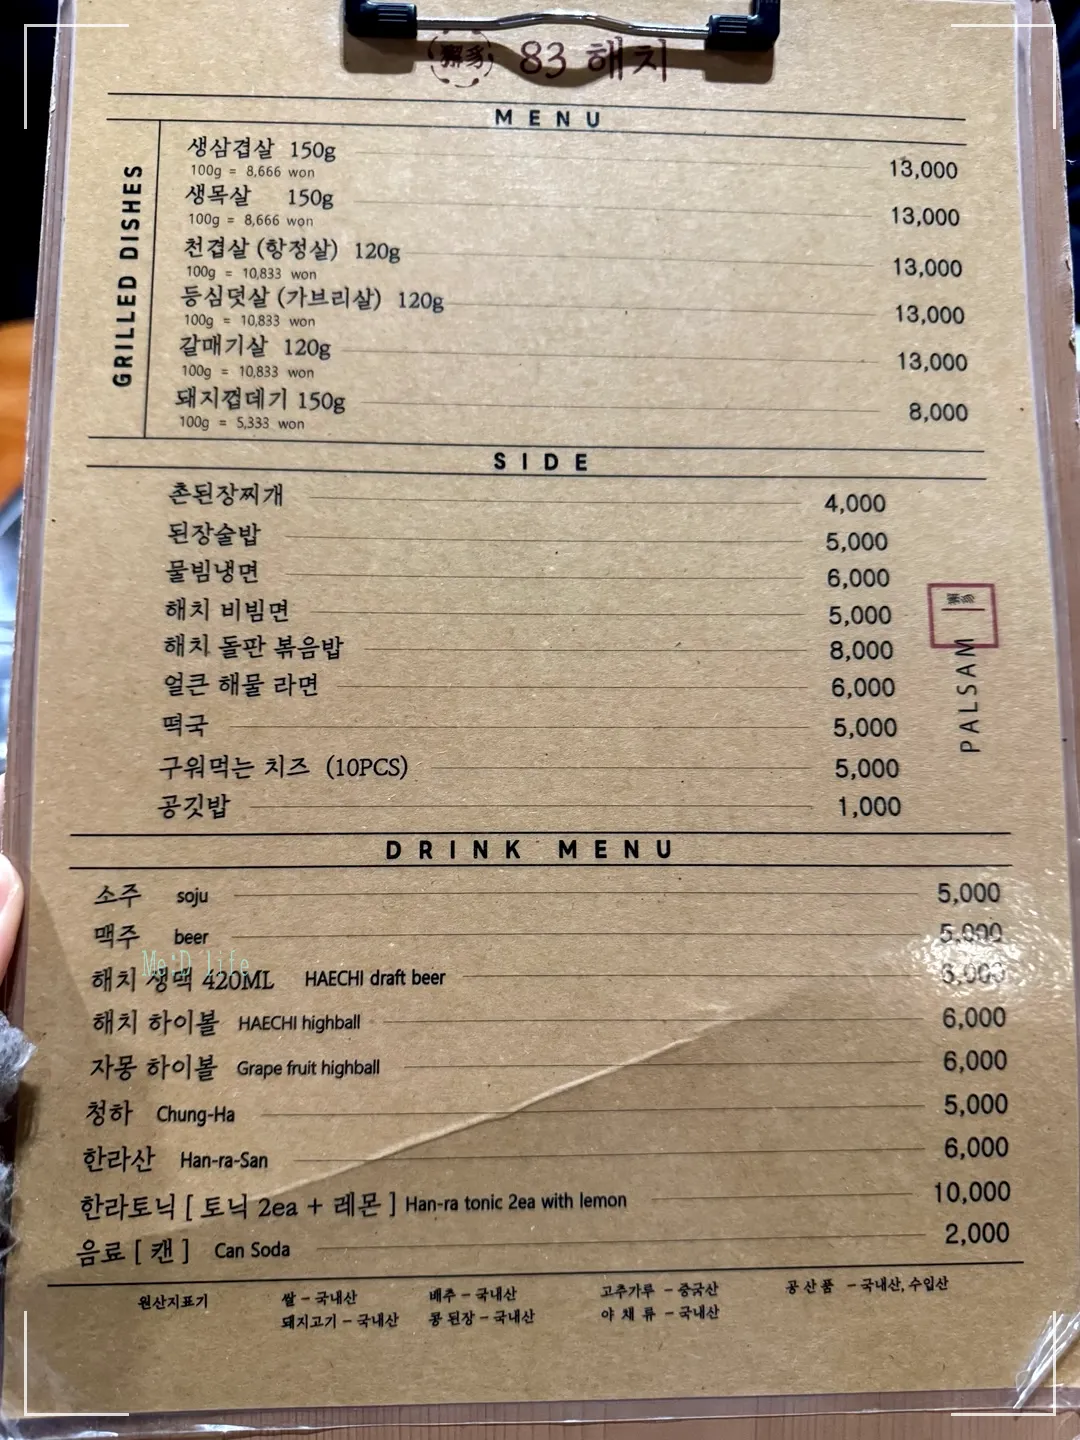 83 해치
MENU
GRILLED DISHES
생삼겹살 150g 13,000
100g = 8,666 won
생목살 150g 13,000
100g = 8,666 won
천겹살 (항정살) 120g 13,000
100g = 10,833 won
등심덧살 (가브리살) 120g 13,000
100g = 10,833 won
갈매기살 120g 13,000
100g = 10,833 won
돼지껍데기 150g 8,000
100g = 5,333 won
SIDE
촌된장찌개 4,000
된장술밥 5,000
물빔냉면 6,000
해치 비빔면 5,000
해치 돌판 볶음밥 8,000
얼큰 해물 라면 6,000
떡국 5,000
구워먹는 치즈 (10PCS) 5,000
공깃밥 1,000
PALSAM
DRINK MENU
소주 soju 5,000
맥주 beer 5,000
Me:D life
해치 생맥 420ML HAECHI draft beer
해치 하이볼 HAECHI highball 6,000
자몽 하이볼 Grape fruit highball 6,000
청하 Chung-Ha 5,000
한라산 Han-ra-San 6,000
한라토닉 [ 토닉 2ea + 레몬 ] Han-ra tonic 2ea with lemon 10,000
음료 [ 캔 ] Can Soda 2,000
원산지표기 쌀 - 국내산 배추 - 국내산 고추가루 - 중국산 공산품 - 국내산, 수입산
돼지고기 - 국내산 콩된장 - 국내산 야채류 - 국내산